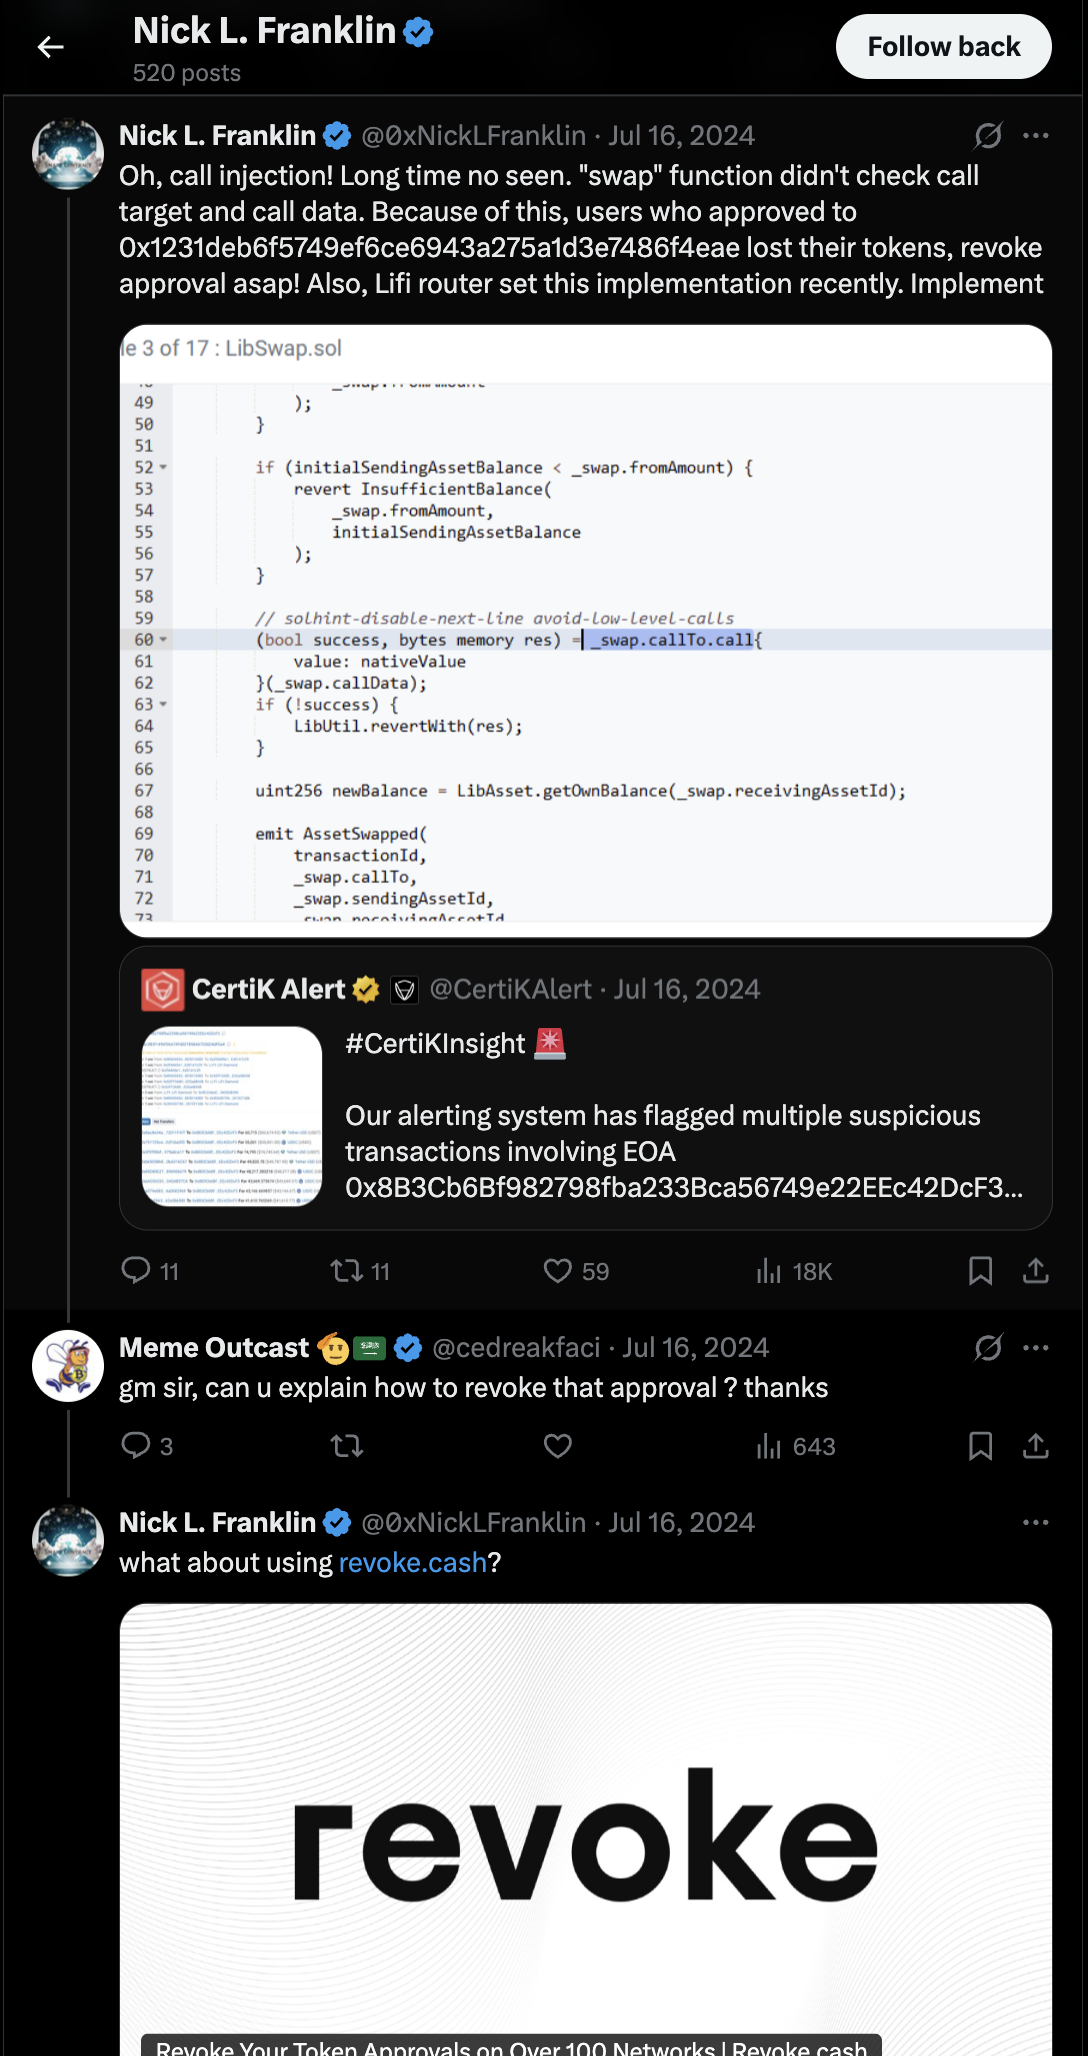 Nick L. Franklin
520 posts
Follow back
Nick L. Franklin @0xNickLFranklin · Jul 16, 2024
Oh, call injection! Long time no seen. "swap" function didn't check call
target and call data. Because of this, users who approved to
0x1231deb6f5749ef6ce6943a275a1d3e7486f4eae lost their tokens, revoke
approval asap! Also, Lifi router set this implementation recently. Implement
le 3 of 17 : LibSwap.sol
48 _swap.fromAmount
49 );
50 }
51
52 if (initialSendingAssetBalance < _swap.fromAmount) {
53 revert InsufficientBalance(
54 _swap.fromAmount,
55 initialSendingAssetBalance
56 );
57 }
58
59 // solhint-disable-next-line avoid-low-level-calls
60 (bool success, bytes memory res) = _swap.callTo.call{
61 value: nativeValue
62 }(_swap.callData);
63 if (!success) {
64 LibUtil.revertWith(res);
65 }
66
67 uint256 newBalance = LibAsset.getOwnBalance(_swap.receivingAssetId);
68
69 emit AssetSwapped(
70 transactionId,
71 _swap.callTo,
72 _swap.sendingAssetId,
73 _swap.receivingAssetId
CertiK Alert @CertiKAlert · Jul 16, 2024
#CertiKInsight
Our alerting system has flagged multiple suspicious
transactions involving EOA
0x8B3Cb6Bf982798fba233Bca56749e22EEc42DcF3...
11 11 59 18K
Meme Outcast @cedreakfaci · Jul 16, 2024
gm sir, can u explain how to revoke that approval ? thanks
3 643
Nick L. Franklin @0xNickLFranklin · Jul 16, 2024
what about using revoke.cash?
revoke
Revoke Your Token Approvals on Over 100 Networks | Revoke.cash